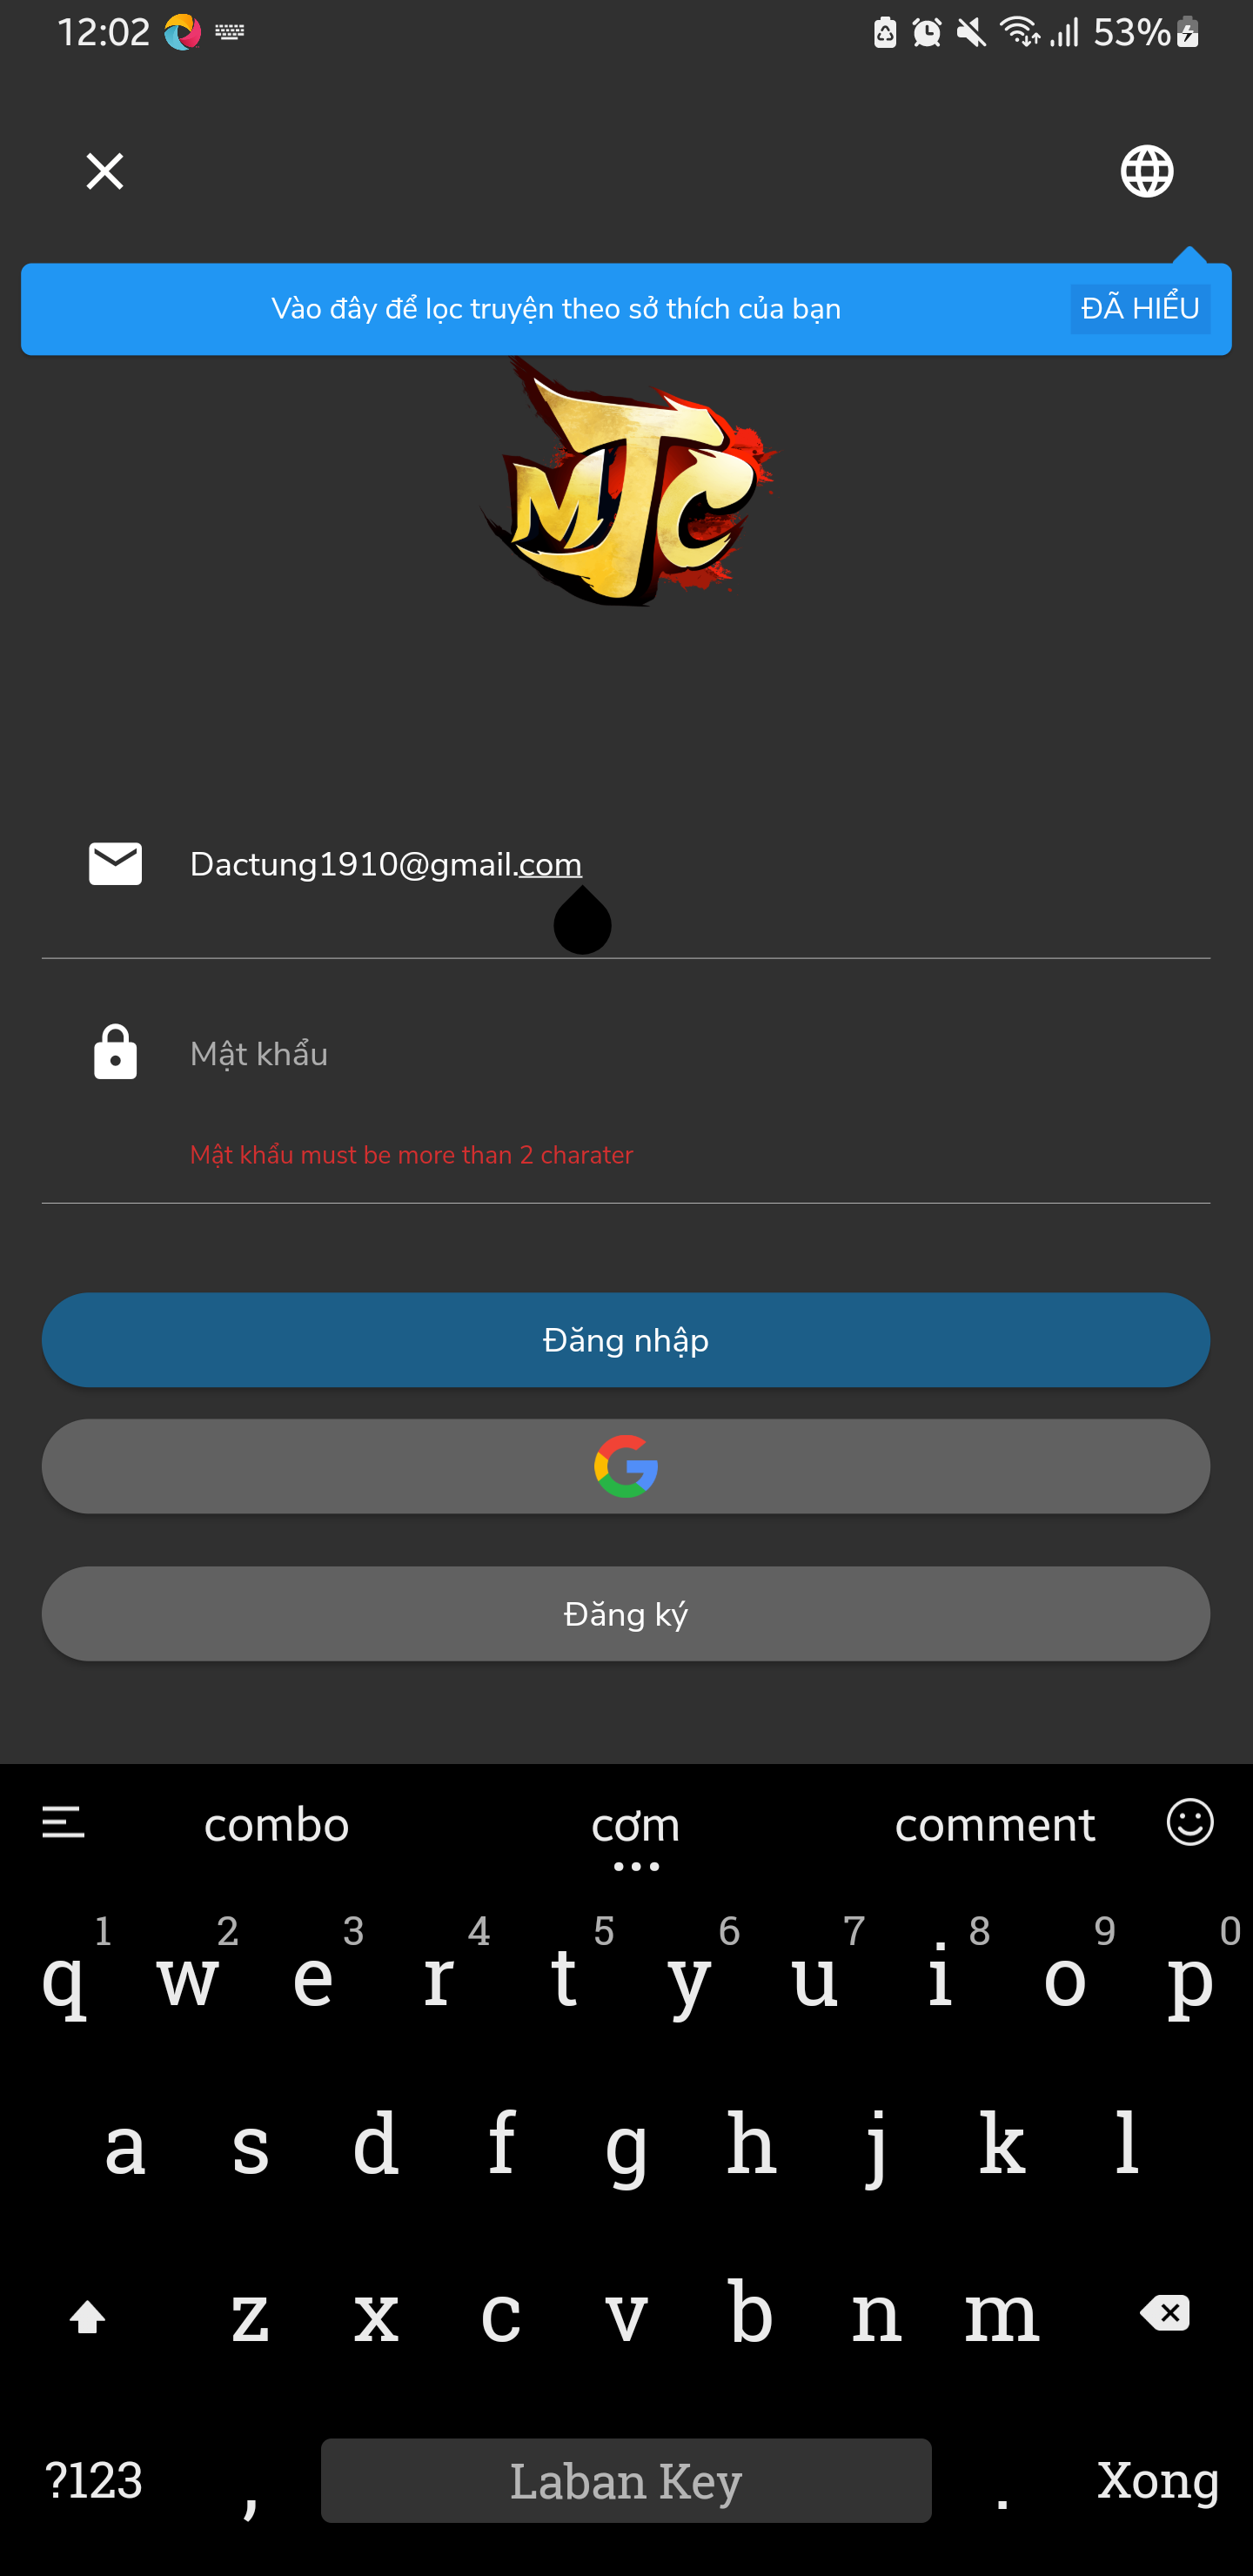 12:02 53%
Vào đây để lọc truyện theo sở thích của bạn ĐÃ HIỂU
MTC
Dactung1910@gmail.com
Mật khẩu
Mật khẩu must be more than 2 charater
Đăng nhập
G
Đăng ký
combo cơm comment
1 2 3 4 5 6 7 8 9 0
q w e r t y u i o p
a s d f g h j k l
z x c v b n m
?123 , Laban Key . Xong